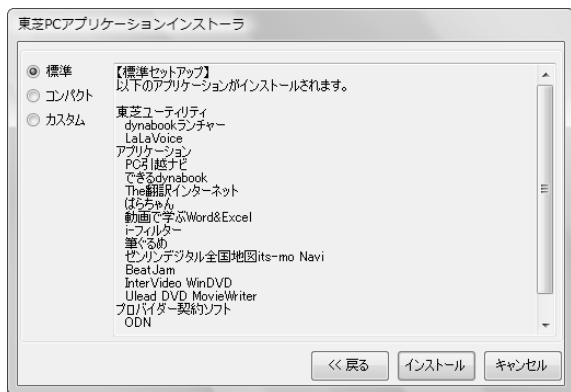 東芝PCアプリケーションインストーラ
標準
コンパクト
カスタム
【標準セットアップ】
以下のアプリケーションがインストールされます。
東芝ユーティリティ
dynabookランチャー
LaLaVoice
アプリケーション
PC引越ナビ
できるdynabook
The翻訳インターネット
ぱらちゃん
動画で学ぶWord&Excel
i-フィルター
筆ぐるめ
ゼンリンデジタル全国地図its-mo Navi
BeatJam
InterVideo WinDVD
Ulead DVD MovieWriter
プロバイダー契約ソフト
ODN
<< 戻る
インストール
キャンセル